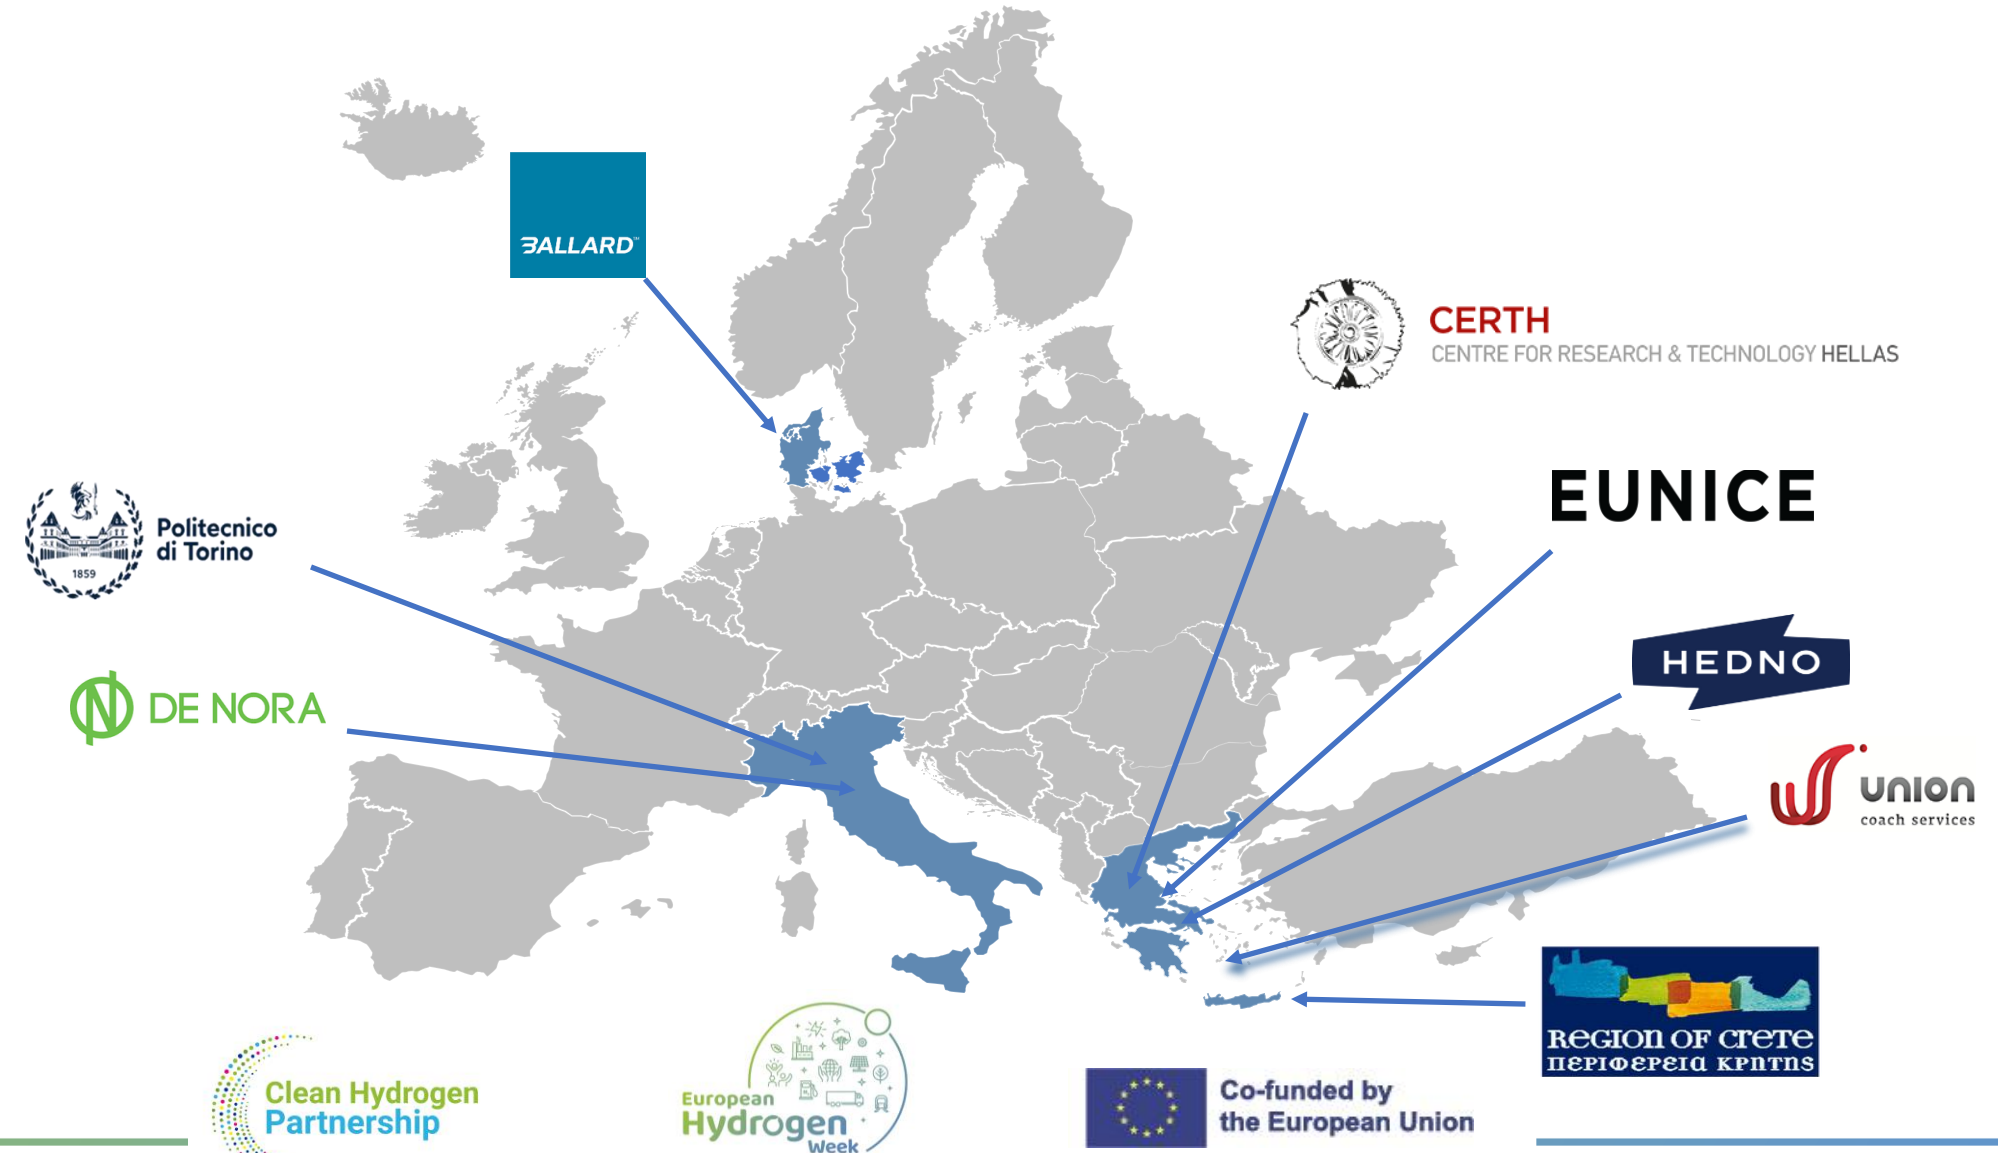 BALLARD™
CERTH
CENTRE FOR RESEARCH & TECHNOLOGY HELLAS
EUNICE
Politecnico
di Torino
1859
HEDNO
DE NORA
union
coach services
REGION OF CRETE
ΠΕΡΙΦΕΡΕΙΑ ΚΡΗΤΗΣ
Clean Hydrogen
Partnership
European
Hydrogen
Week
Co-funded by
the European Union